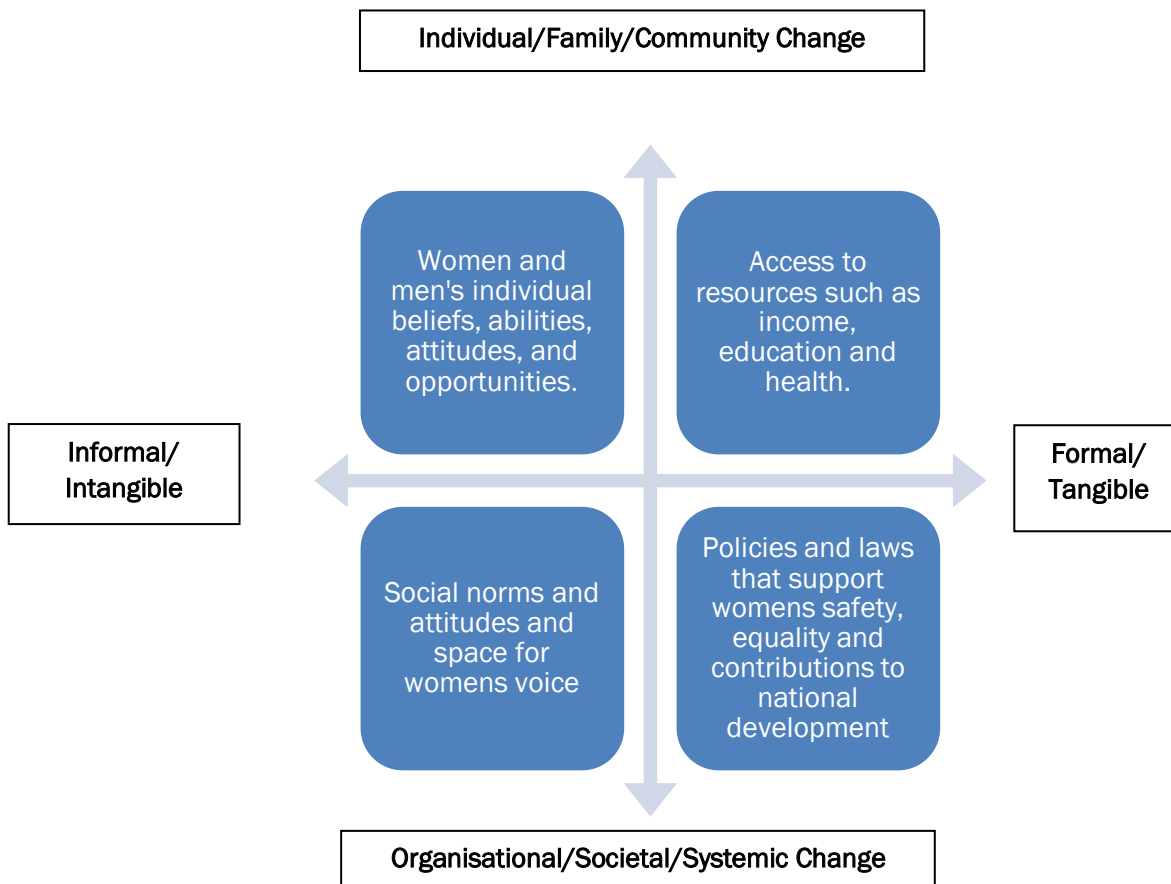 Individual/Family/Community Change
Women and
men's individual
beliefs, abilities,
attitudes, and
opportunities.
Access to
resources such as
income,
education and
health.
Informal/
Intangible
Formal/
Tangible
Social norms and
attitudes and
space for
womens voice
Policies and laws
that support
womens safety,
equality and
contributions to
national
development
Organisational/Societal/Systemic Change